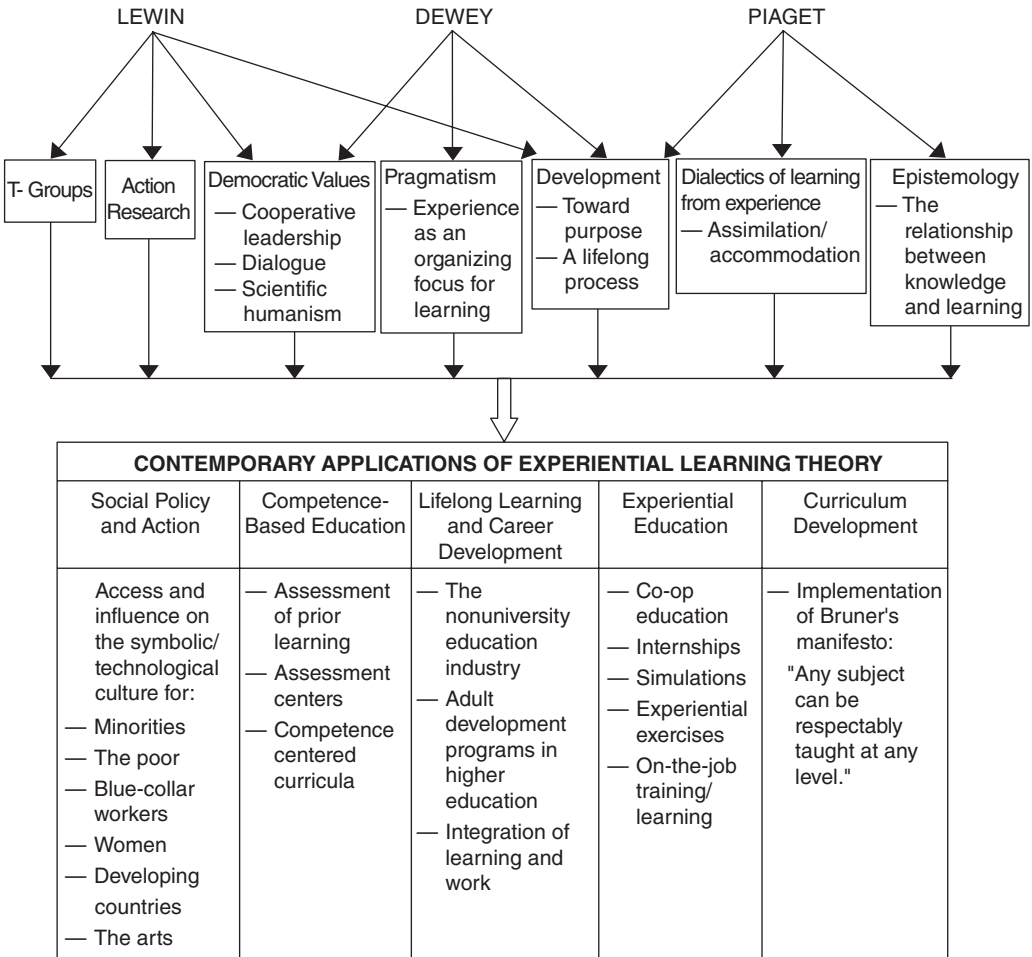 LEWIN
DEWEY
PIAGET
T- Groups
Action
Research
Democratic Values
— Cooperative
leadership
— Dialogue
— Scientific
humanism
Pragmatism
— Experience
as an
organizing
focus for
learning
Development
— Toward
purpose
— A lifelong
process
Dialectics of learning
from experience
— Assimilation/
accommodation
Epistemology
— The
relationship
between
knowledge
and learning
CONTEMPORARY APPLICATIONS OF EXPERIENTIAL LEARNING THEORY
Social Policy
and Action
Access and
influence on
the symbolic/
technological
culture for:
— Minorities
— The poor
— Blue-collar
workers
— Women
— Developing
countries
— The arts
Competence-
Based Education
— Assessment
of prior
learning
— Assessment
centers
— Competence
centered
curricula
Lifelong Learning
and Career
Development
— The
nonuniversity
education
industry
— Adult
development
programs in
higher
education
— Integration of
learning and
work
Experiential
Education
— Co-op
education
— Internships
— Simulations
— Experiential
exercises
— On-the-job
training/
learning
Curriculum
Development
— Implementation
of Bruner's
manifesto:
"Any subject
can be
respectably
taught at any
level."